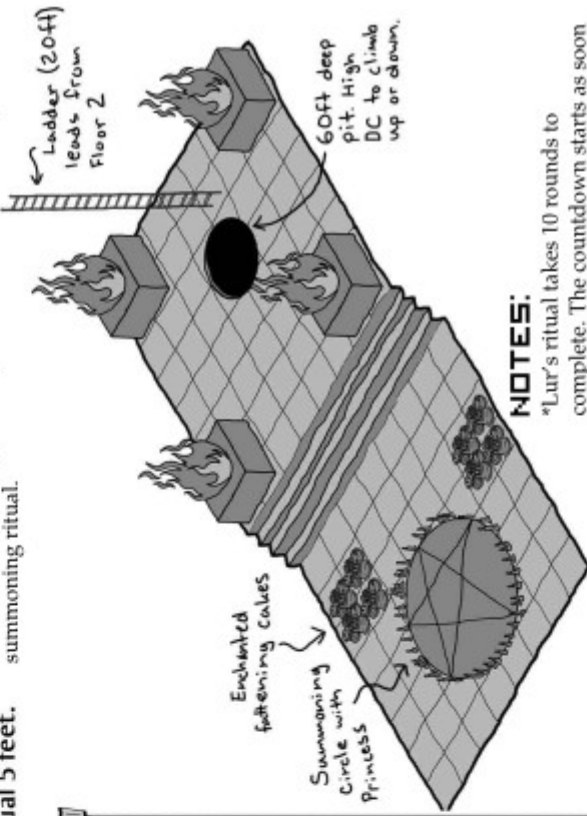 ual 5 feet.
summoning ritual.
Ladder (20ft)
leads from
Floor 2
60ft deep
pit. High
DC to climb
up or down.
Enchanted
fattening cakes
Summoning
Circle with
Princess
NOTES:
*Lur's ritual takes 10 rounds to
complete. The countdown starts as soon